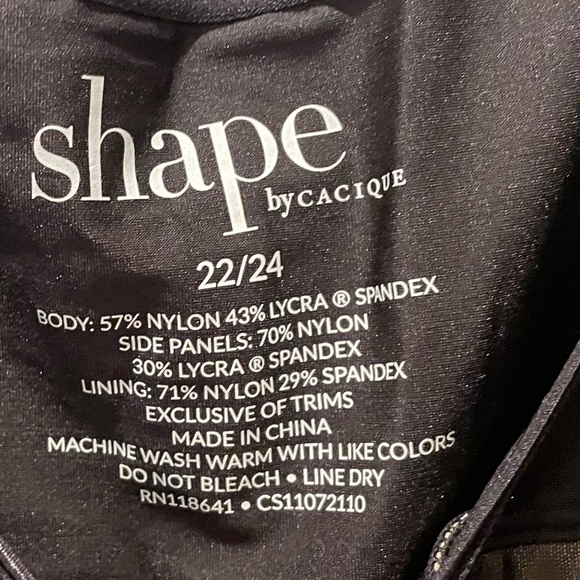 shape
by CACIQUE
22/24
BODY: 57% NYLON 43% LYCRA ® SPANDEX
SIDE PANELS: 70% NYLON
30% LYCRA ® SPANDEX
LINING: 71% NYLON 29% SPANDEX
EXCLUSIVE OF TRIMS
MADE IN CHINA
MACHINE WASH WARM WITH LIKE COLORS
DO NOT BLEACH • LINE DRY
RN118641 • CS11072110